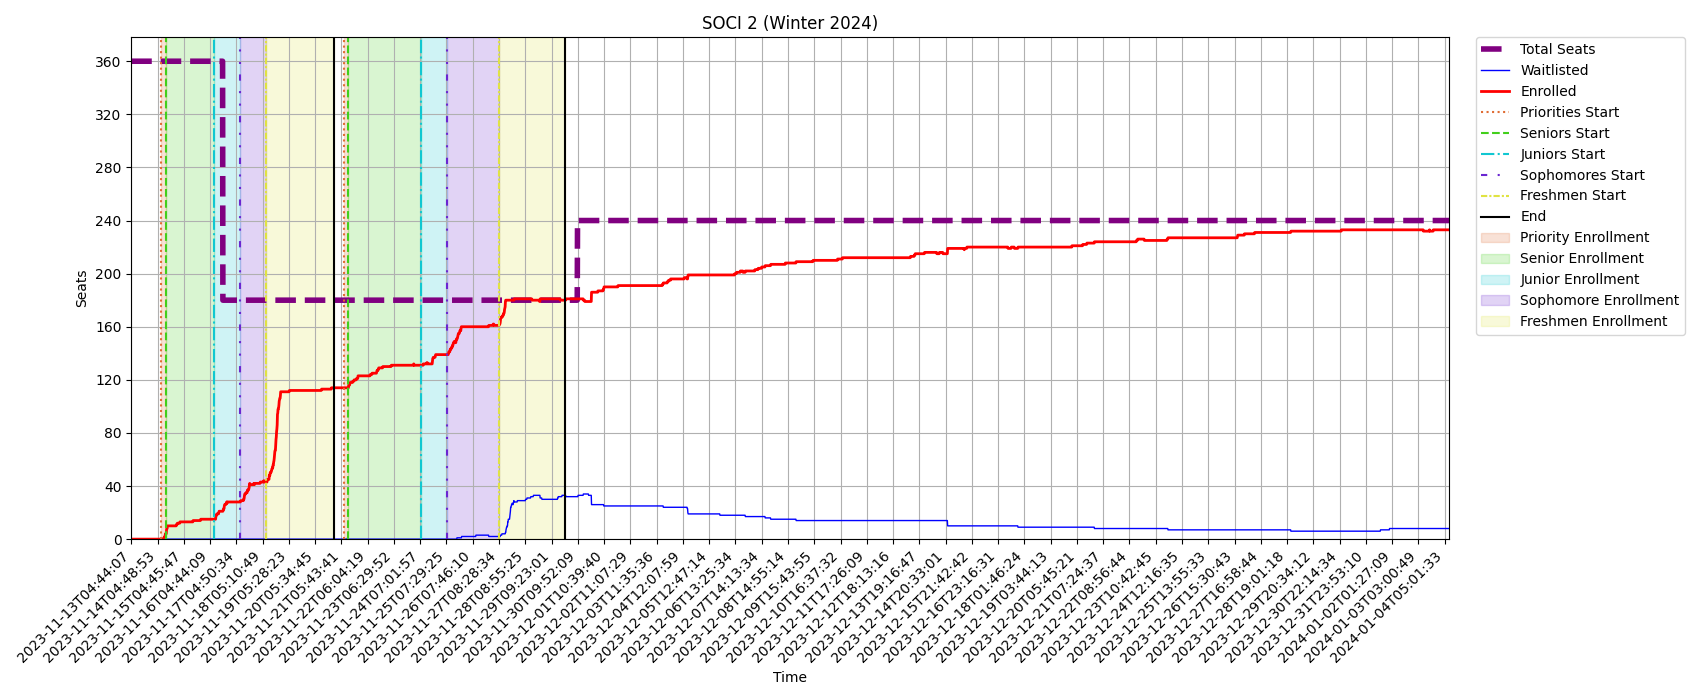 SOCI 2 (Winter 2024)
Seats
360
320
280
240
200
160
120
80
40
0
2023-11-13T04:44:07
2023-11-14T04:48:53
2023-11-15T04:45:47
2023-11-16T04:44:09
2023-11-17T04:50:34
2023-11-18T05:10:49
2023-11-19T05:28:23
2023-11-20T05:34:45
2023-11-21T05:43:41
2023-11-22T06:04:19
2023-11-23T06:29:52
2023-11-24T07:01:57
2023-11-25T07:29:25
2023-11-26T07:46:10
2023-11-27T08:28:34
2023-11-28T08:55:25
2023-11-29T09:23:01
2023-11-30T09:52:09
2023-12-01T10:39:40
2023-12-02T11:07:29
2023-12-03T11:35:36
2023-12-04T12:07:59
2023-12-05T12:47:14
2023-12-06T13:25:34
2023-12-07T14:13:34
2023-12-08T14:55:14
2023-12-09T15:43:55
2023-12-10T16:37:32
2023-12-11T17:26:09
2023-12-12T18:13:16
2023-12-13T19:16:47
2023-12-14T20:33:01
2023-12-15T21:42:42
2023-12-16T23:16:31
2023-12-18T01:46:24
2023-12-19T03:44:13
2023-12-20T05:45:21
2023-12-21T07:24:37
2023-12-22T08:56:44
2023-12-23T10:42:45
2023-12-24T12:16:35
2023-12-25T13:55:33
2023-12-26T15:30:43
2023-12-27T16:58:44
2023-12-28T19:01:18
2023-12-29T20:34:12
2023-12-30T22:14:34
2023-12-31T23:53:10
2024-01-02T01:27:09
2024-01-03T03:00:49
2024-01-04T05:01:33
Time
Total Seats
Waitlisted
Enrolled
Priorities Start
Seniors Start
Juniors Start
Sophomores Start
Freshmen Start
End
Priority Enrollment
Senior Enrollment
Junior Enrollment
Sophomore Enrollment
Freshmen Enrollment